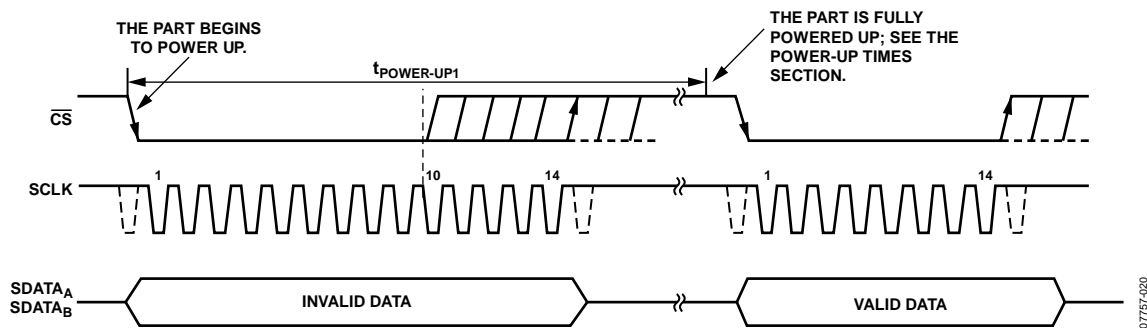 THE PART BEGINS
TO POWER UP.
THE PART IS FULLY
POWERED UP; SEE THE
POWER-UP TIMES
SECTION.
tPOWER-UP1
CS
SCLK
1
10
14
1
14
SDATAA
SDATAB
INVALID DATA
VALID DATA
07257-020